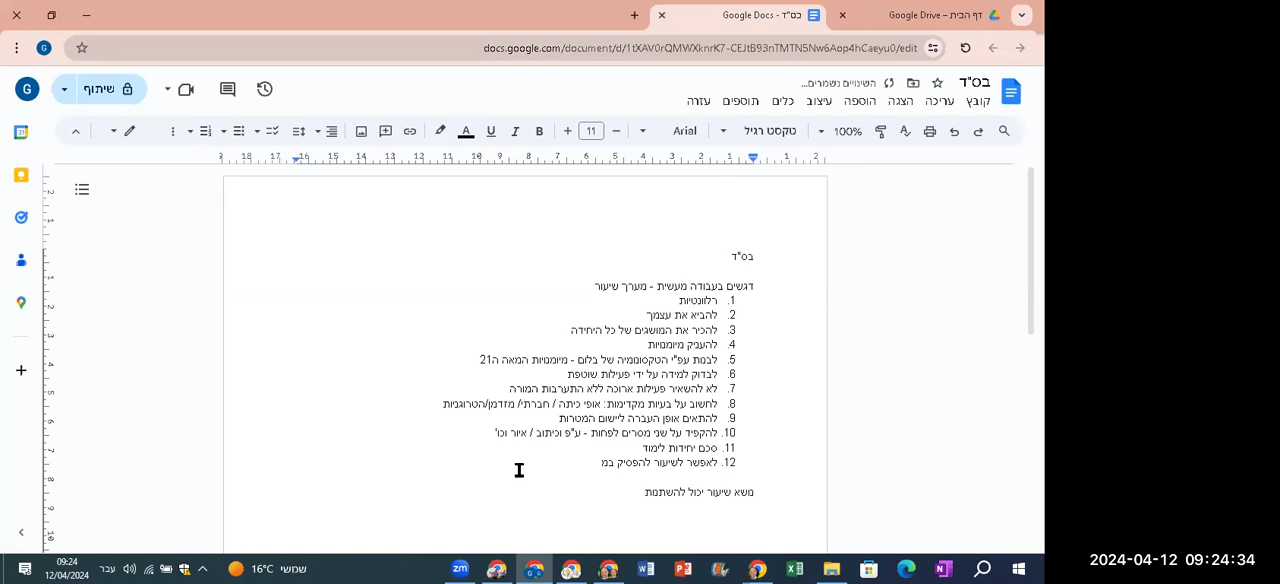 דף הבית – Google Drive
בס"ד - Google Docs
docs.google.com/document/d/1tXAV0rQMWXknrK7-CEJtB93nTMTN5Nw6Aop4hCaeyu0/edit
G
בס"ד
השינויים נשמרים...
קובץ עריכה הצגה הוספה עיצוב כלים תוספים עזרה
שיתוף
G
100% טקסט רגיל Arial 11
בס"ד
דגשים בעבודה מעשית - מערך שיעור
1. רלוונטיות
2. להביא את עצמך
3. להכיר את המושגים של כל היחידה
4. להעניק מיומנויות
5. לבנות עפ"י הטקסונומיה של בלום - מיומנויות המאה ה21
6. לבדוק למידה על ידי פעילות שוטפת
7. לא להשאיר פעילות ארוכה ללא התערבות המורה
8. לחשוב על בעיות מקדימות: אופי כיתה / חברתי/ מזדמן/הטרוגניות
9. להתאים אופן העברה ליישום המטרות
10. להקפיד על שני מסרים לפחות - ע"פ וכיתוב / איור וכו'
11. סכם יחידות לימוד
12. לאפשר לשיעור להפסיק במ
משא שיעור יכול להשתנות
שמשי 16°C
עבר
09:24
12/04/2024
2024-04-12 09:24:34